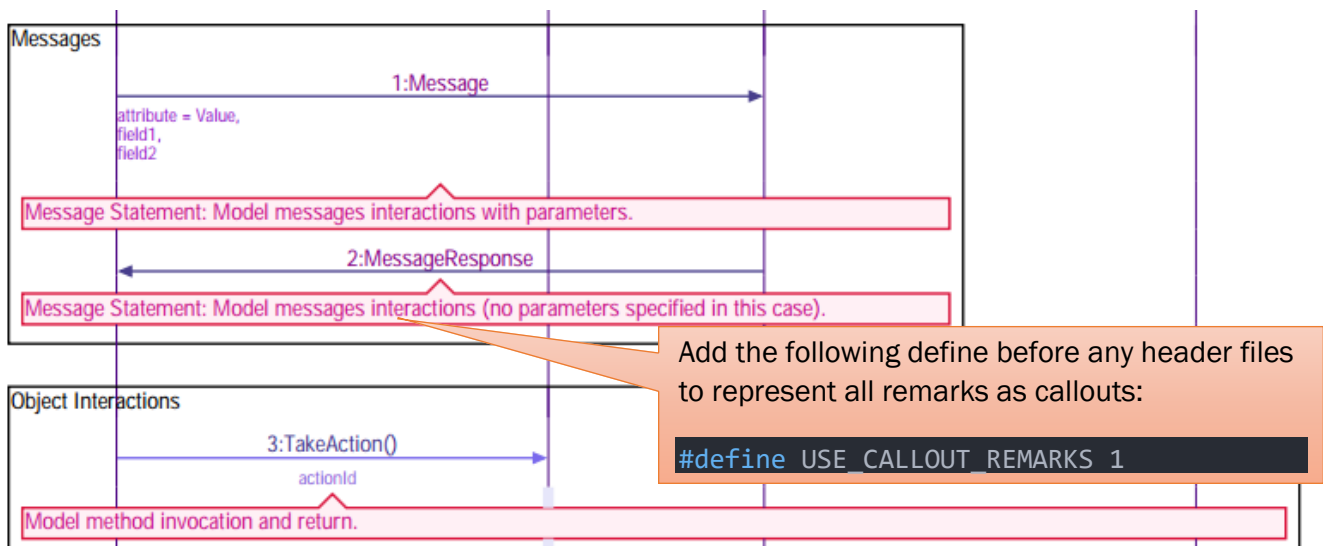 Messages
1:Message
attribute = Value,
field1,
field2
Message Statement: Model messages interactions with parameters.
2:MessageResponse
Message Statement: Model messages interactions (no parameters specified in this case).
Add the following define before any header files
to represent all remarks as callouts:
#define USE_CALLOUT_REMARKS 1
Object Interactions
3:TakeAction()
actionId
Model method invocation and return.